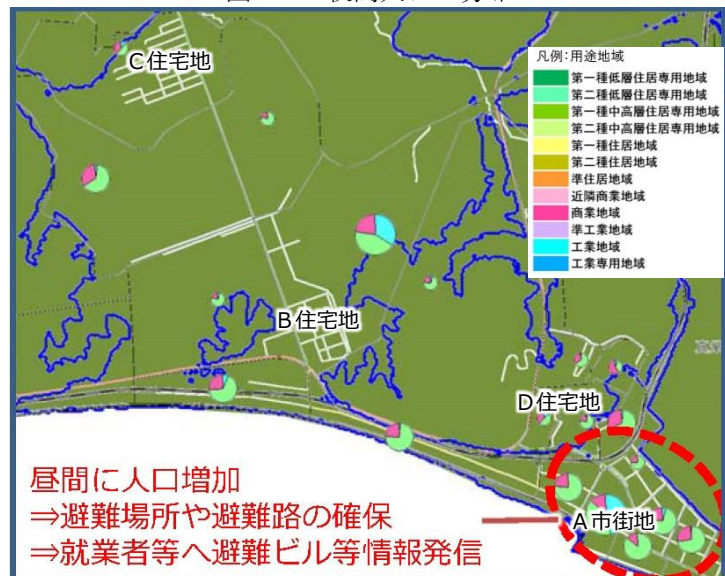 C住宅地
凡例:用途地域
第一種低層住居専用地域
第二種低層住居専用地域
第一種中高層住居専用地域
第二種中高層住居専用地域
第一種住居地域
第二種住居地域
準住居地域
近隣商業地域
商業地域
準工業地域
工業地域
工業専用地域
B住宅地
D住宅地
A市街地
昼間に人口増加
⇒避難場所や避難路の確保
⇒就業者等へ避難ビル等情報発信